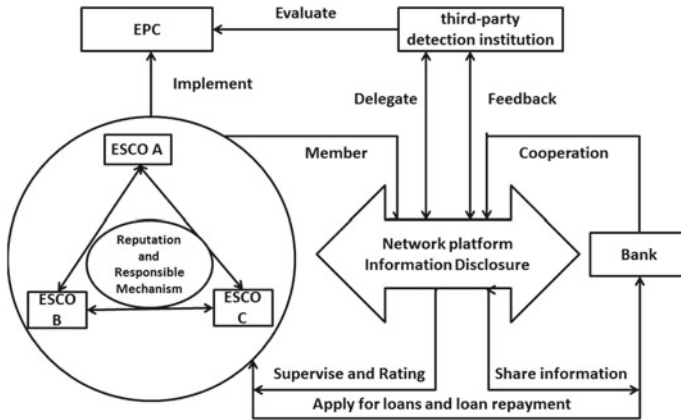 Evaluate
EPC
third-party
detection institution
Implement
Delegate
Feedback
ESCO A
Member
Cooperation
Reputation
and
Responsible
Mechanism
Network platform
Information Disclosure
Bank
ESCO
B
ESCO
C
Supervise and Rating
Share information
Apply for loans and loan repayment